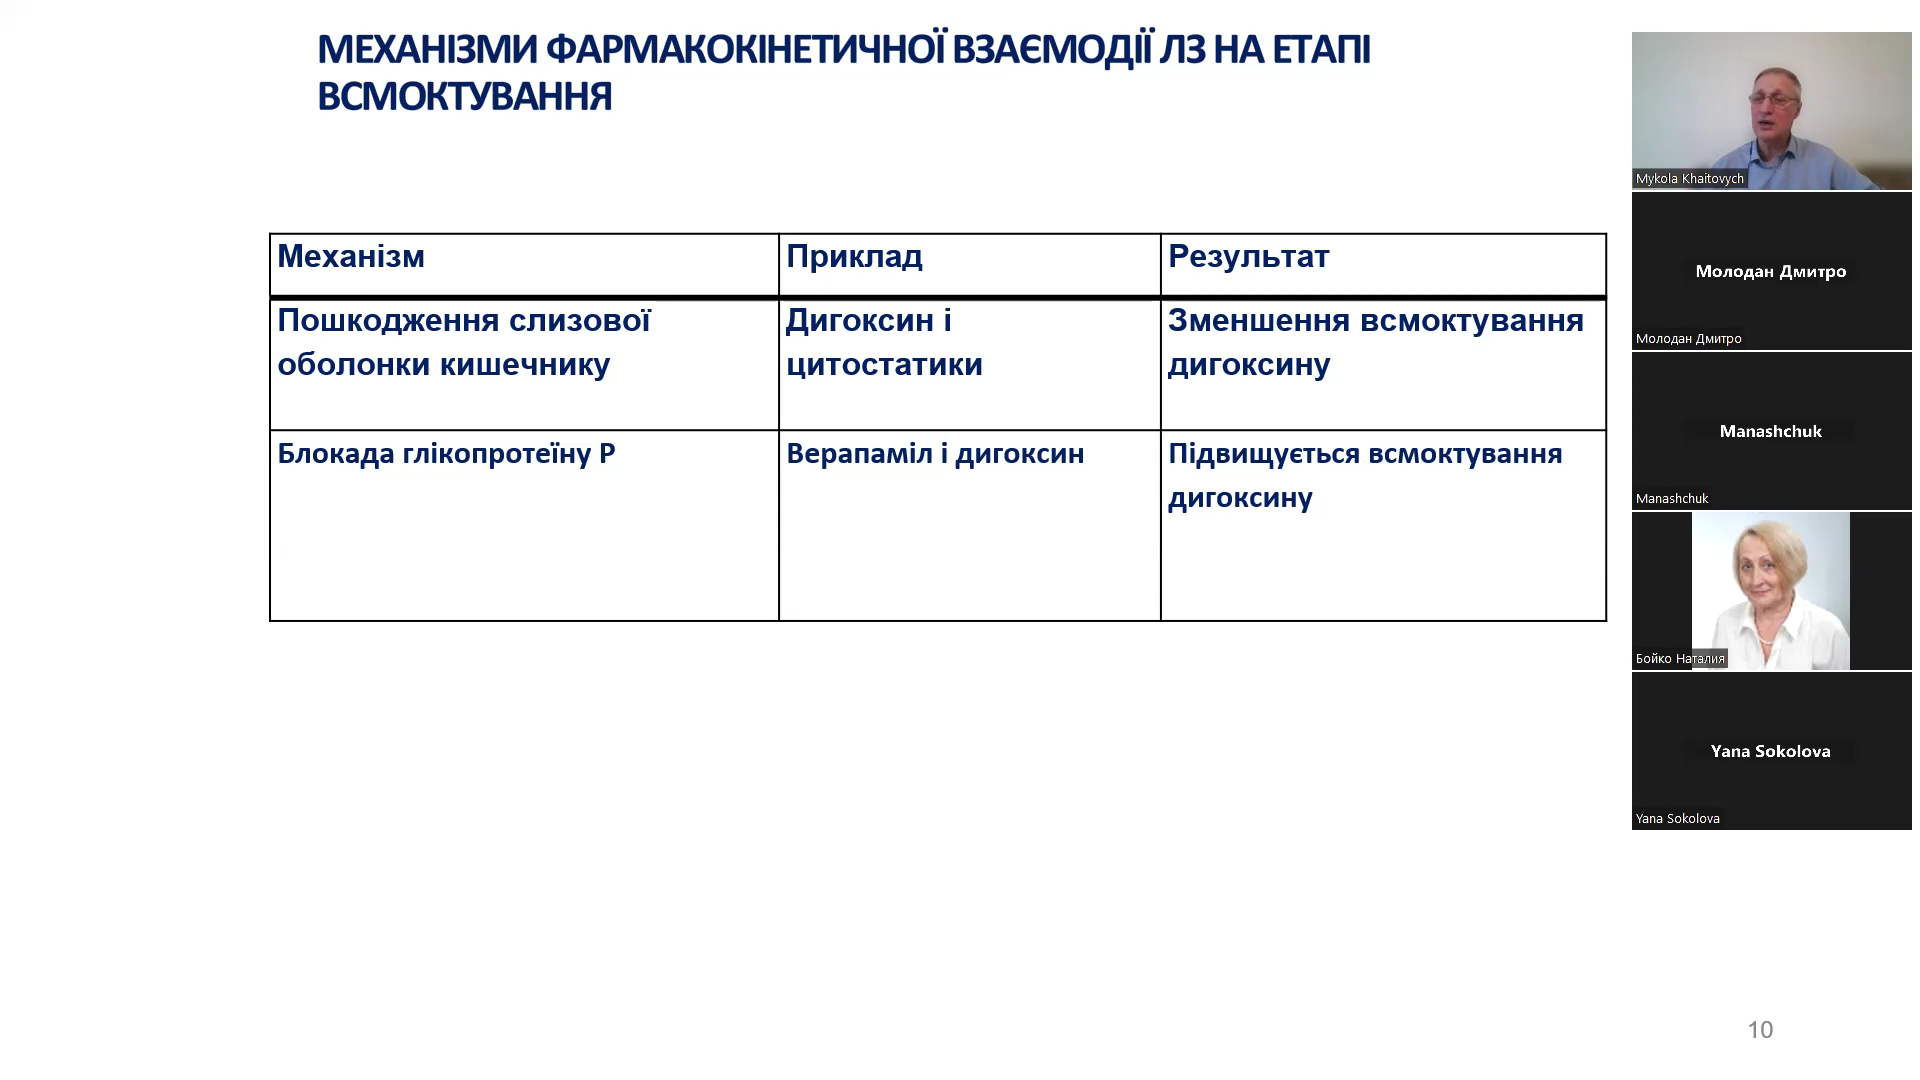 МЕХАНІЗМИ ФАРМАКОКІНЕТИЧНОЇ ВЗАЄМОДІЇ ЛЗ НА ЕТАПІ
ВСМОКТУВАННЯ
Механізм
Приклад
Результат
Пошкодження слизової
оболонки кишечнику
Дигоксин і
цитостатики
Зменшення всмоктування
дигоксину
Блокада глікопротеїну Р
Верапаміл і дигоксин
Підвищується всмоктування
дигоксину
10
Mykola Khaitovych
Молодан Дмитро
Молодан Дмитро
Manashchuk
Manashchuk
Бойко Наталия
Yana Sokolova
Yana Sokolova